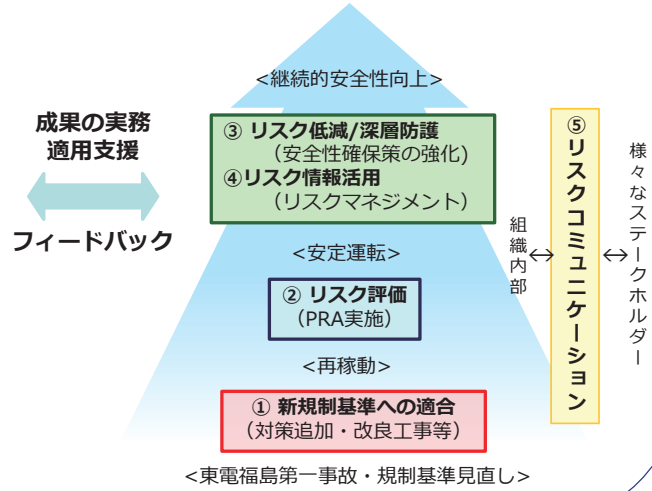 <継続的安全性向上>
成果の実務
適用支援
フィードバック
③ リスク低減/深層防護
（安全性確保策の強化)
④リスク情報活用
（リスクマネジメント）
<安定運転>
② リスク評価
（PRA実施）
<再稼動>
① 新規制基準への適合
（対策追加・改良工事等）
<東電福島第一事故・規制基準見直し>
組織内部
↔
⑤リスクコミュニケーション
↔
様々なステークホルダー